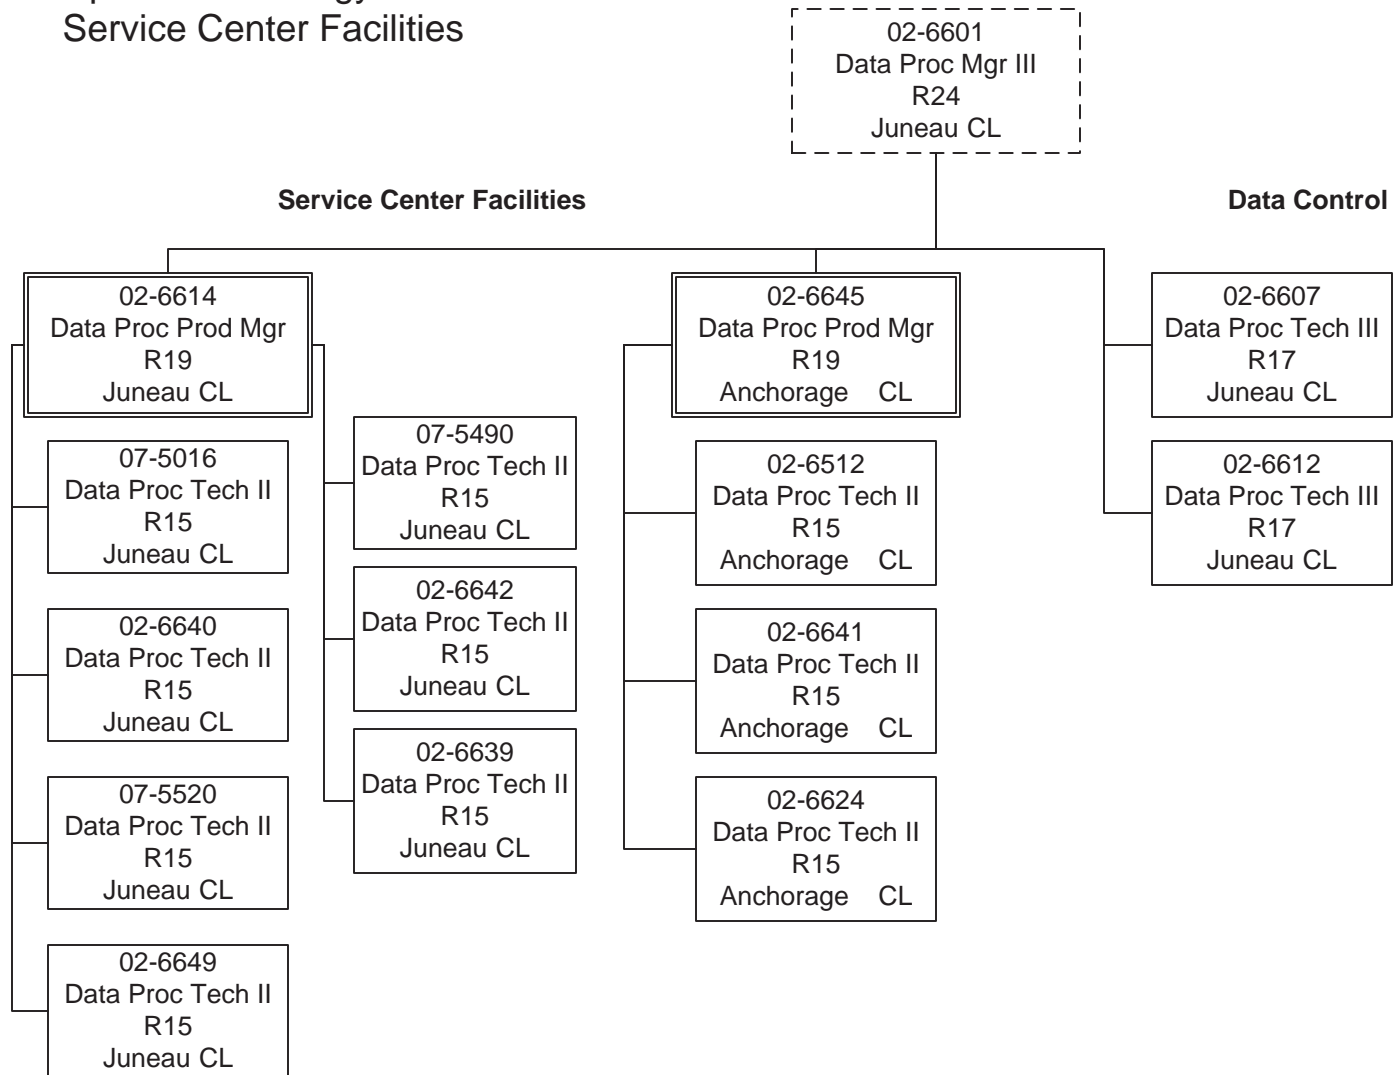 Service Center Facilities
02-6601
Data Proc Mgr III
R24
Juneau CL
Service Center Facilities
Data Control
02-6614
Data Proc Prod Mgr
R19
Juneau CL
07-5016
Data Proc Tech II
R15
Juneau CL
02-6640
Data Proc Tech II
R15
Juneau CL
07-5520
Data Proc Tech II
R15
Juneau CL
02-6649
Data Proc Tech II
R15
Juneau CL
07-5490
Data Proc Tech II
R15
Juneau CL
02-6642
Data Proc Tech II
R15
Juneau CL
02-6639
Data Proc Tech II
R15
Juneau CL
02-6645
Data Proc Prod Mgr
R19
Anchorage CL
02-6512
Data Proc Tech II
R15
Anchorage CL
02-6641
Data Proc Tech II
R15
Anchorage CL
02-6624
Data Proc Tech II
R15
Anchorage CL
02-6607
Data Proc Tech III
R17
Juneau CL
02-6612
Data Proc Tech III
R17
Juneau CL